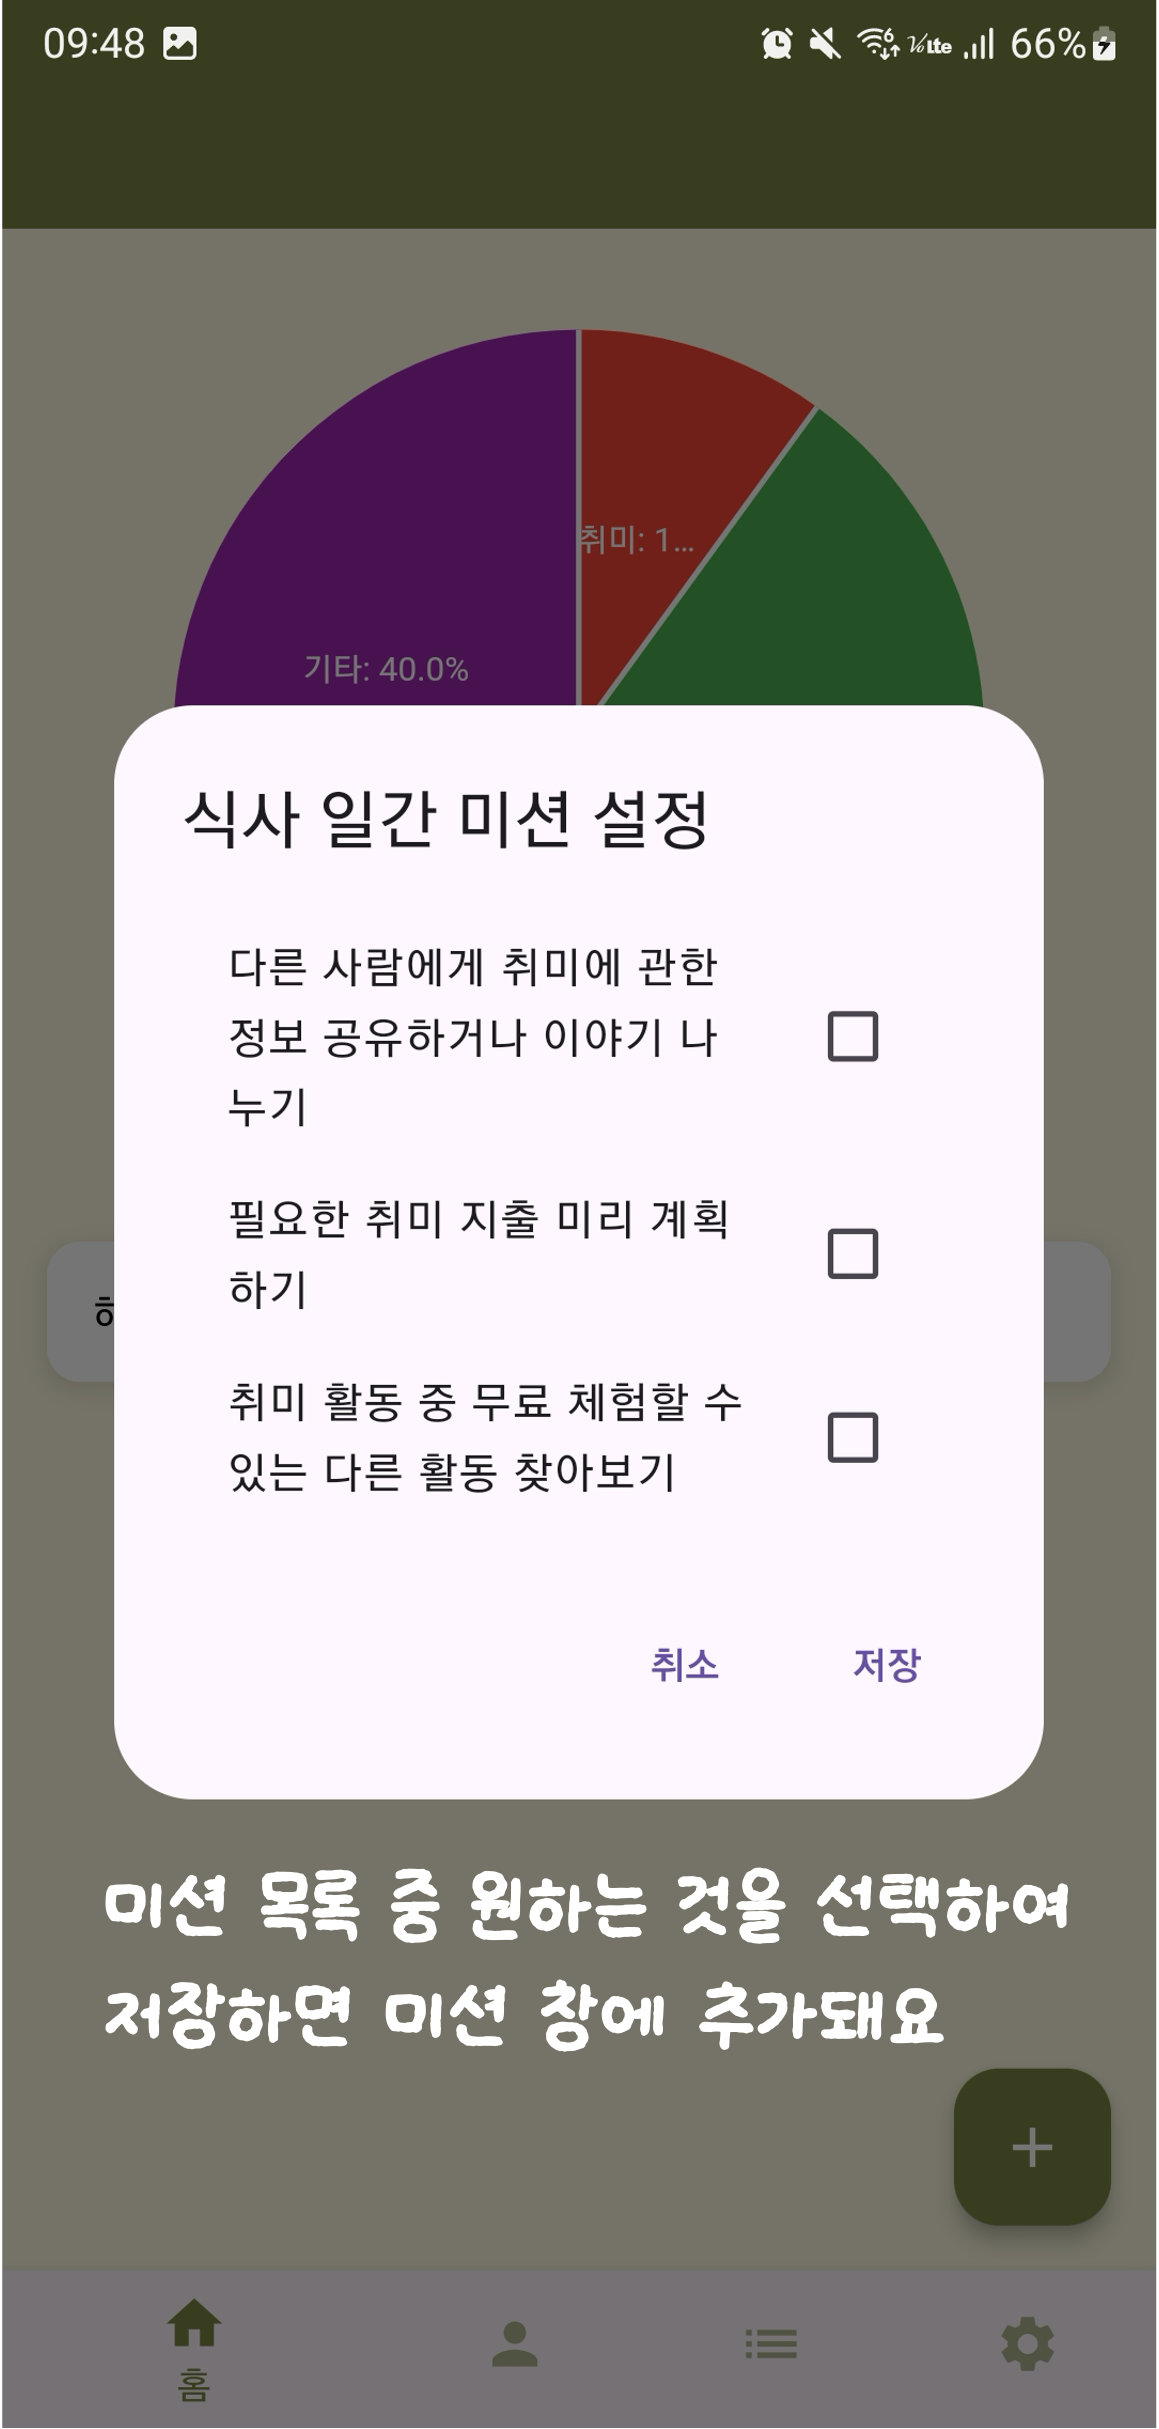 09:48
66%
취미: 1...
기타: 40.0%
식사 일간 미션 설정
다른 사람에게 취미에 관한
정보 공유하거나 이야기 나
누기
필요한 취미 지출 미리 계획
하기
취미 활동 중 무료 체험할 수
있는 다른 활동 찾아보기
취소 저장
미션 목록 중 원하는 것을 선택하여
저장하면 미션 창에 추가돼요
+
홈